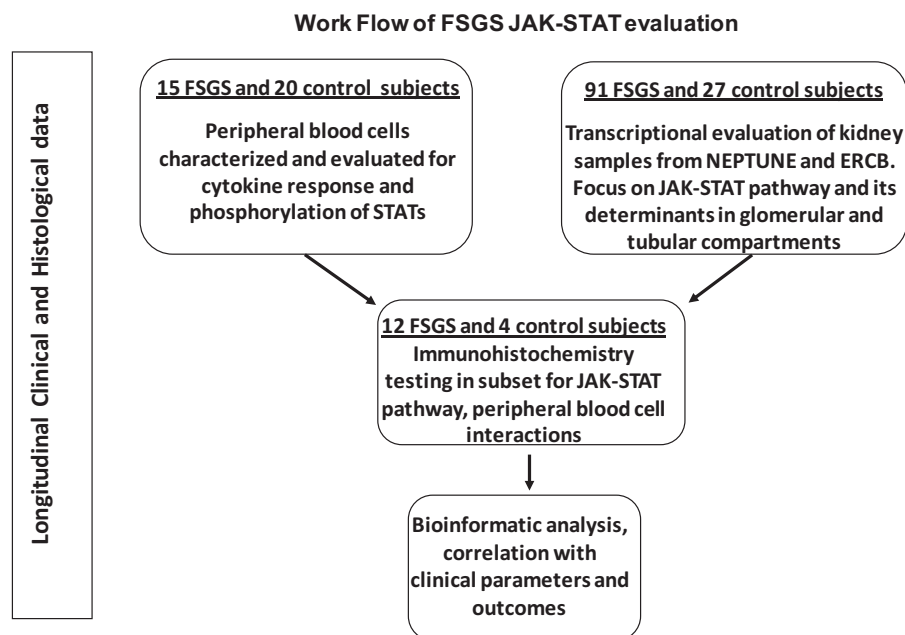 Work Flow of FSGS JAK-STAT evaluation
Longitudinal Clinical and Histological data
15 FSGS and 20 control subjects
Peripheral blood cells
characterized and evaluated for
cytokine response and
phosphorylation of STATs
91 FSGS and 27 control subjects
Transcriptional evaluation of kidney
samples from NEPTUNE and ERCB.
Focus on JAK-STAT pathway and its
determinants in glomerular and
tubular compartments
12 FSGS and 4 control subjects
Immunohistochemistry
testing in subset for JAK-STAT
pathway, peripheral blood cell
interactions
Bioinformatic analysis,
correlation with
clinical parameters and
outcomes